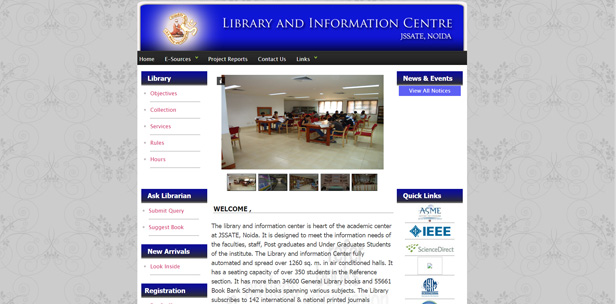 LIBRARY AND INFORMATION CENTRE
JSSATE, NOIDA
Home E-Sources Project Reports Contact Us Links
Library
Objectives
Collection
Services
Rules
Hours
Ask Librarian
Submit Query
Suggest Book
New Arrivals
Look Inside
Registration
WELCOME ,
The library and information center is heart of the academic center
at JSSATE, Noida. It is designed to meet the information needs of
the faculties, staff, Post graduates and Under Graduates Students
of the institute. The Library and information Center fully
automated and spread over 1260 sq. m. in air conditioned halls. It
has a seating capacity of over 350 students in the Reference
section. It has more than 34600 General Library books and 55661
Book Bank Scheme books spanning various subjects. The Library
subscribes to 142 international & national printed journals
News & Events
View All Notices
Quick Links
ASME
IEEE
ScienceDirect
ASTM